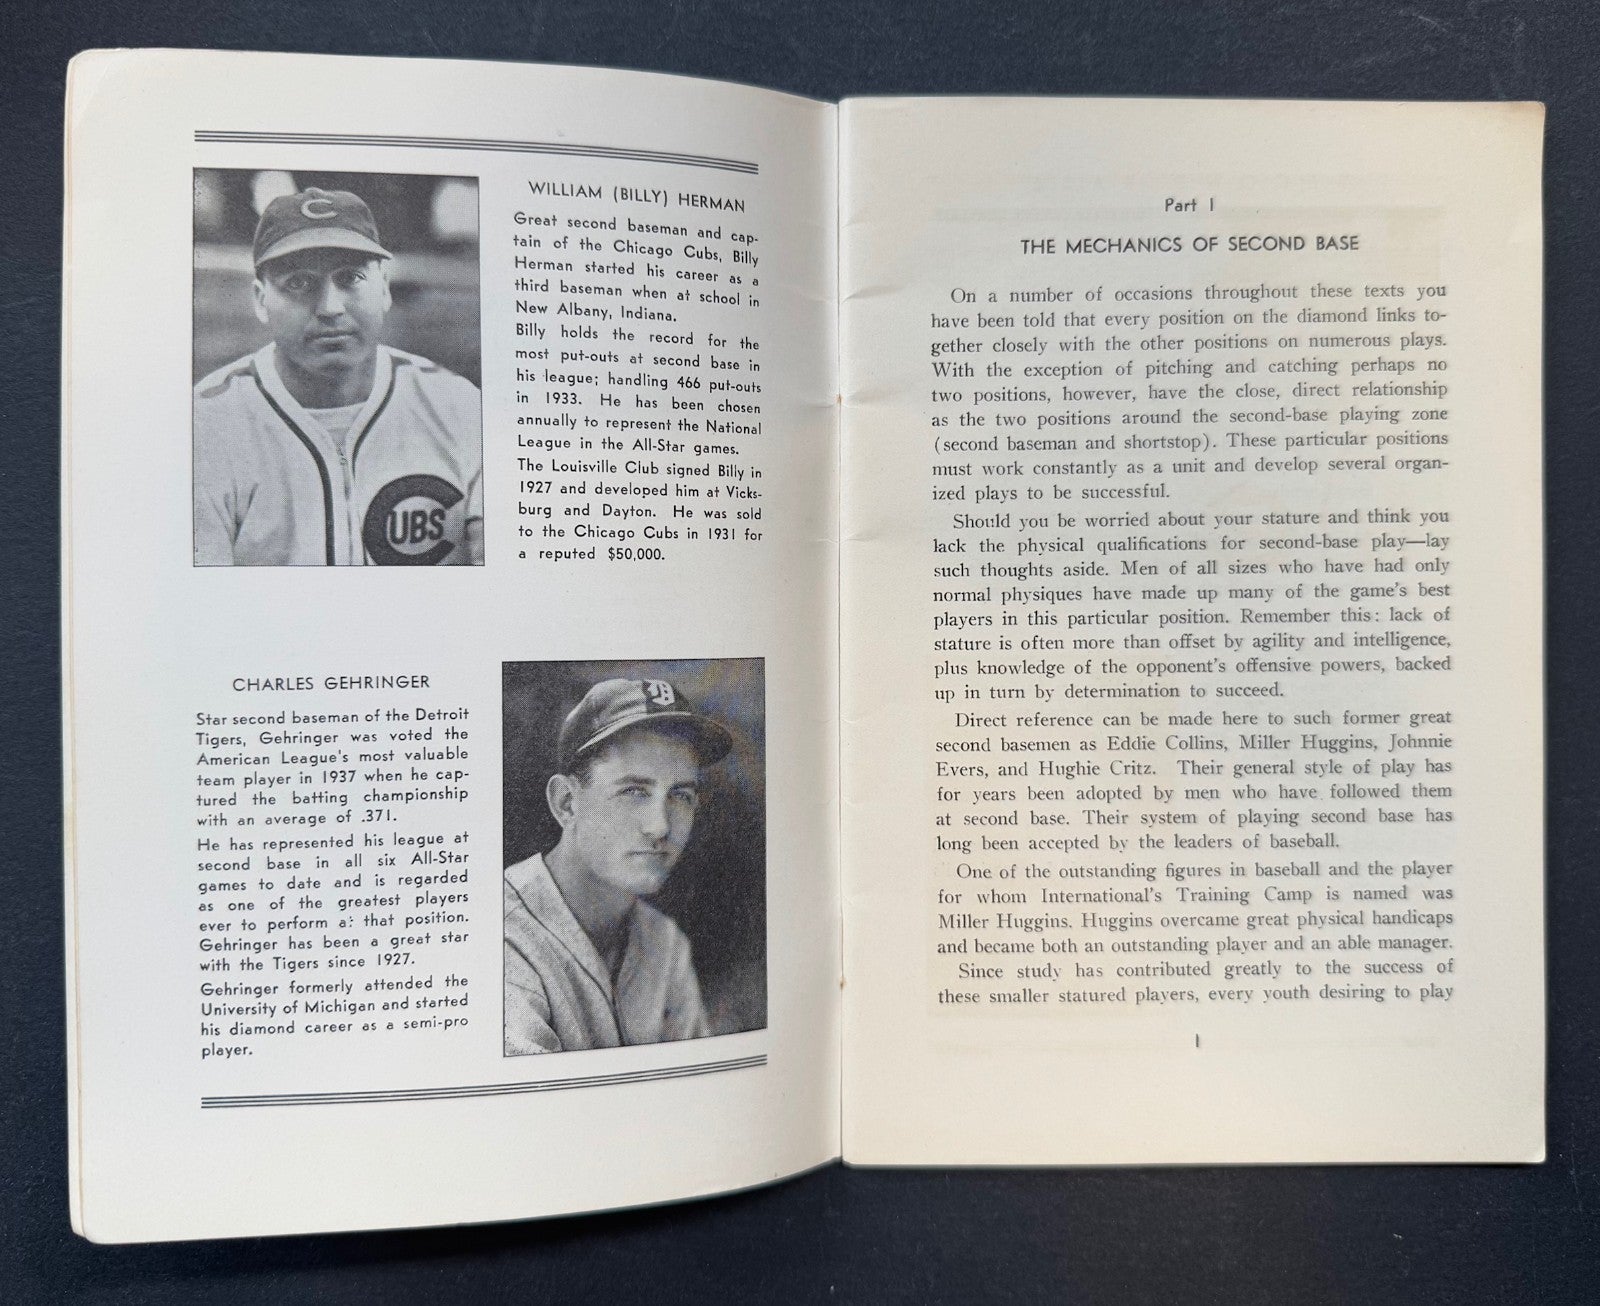 C
CUBS
WILLIAM (BILLY) HERMAN
Great second baseman and cap-
tain of the Chicago Cubs, Billy
Herman started his career as a
third baseman when at school in
New Albany, Indiana.
Billy holds the record for the
most put-outs at second base in
his league; handling 466 put-outs
in 1933. He has been chosen
annually to represent the National
League in the All-Star games.
The Louisville Club signed Billy in
1927 and developed him at Vicks-
burg and Dayton. He was sold
to the Chicago Cubs in 1931 for
a reputed $50,000.
CHARLES GEHRINGER
Star second baseman of the Detroit
Tigers, Gehringer was voted the
American League's most valuable
team player in 1937 when he cap-
tured the batting championship
with an average of .371.
He has represented his league at
second base in all six All-Star
games to date and is regarded
as one of the greatest players
ever to perform at that position.
Gehringer has been a great star
with the Tigers since 1927.
Gehringer formerly attended the
University of Michigan and started
his diamond career as a semi-pro
player.
D
Part I
THE MECHANICS OF SECOND BASE
On a number of occasions throughout these texts you
have been told that every position on the diamond links to-
gether closely with the other positions on numerous plays.
With the exception of pitching and catching perhaps no
two positions, however, have the close, direct relationship
as the two positions around the second-base playing zone
(second baseman and shortstop). These particular positions
must work constantly as a unit and develop several organ-
ized plays to be successful.
Should you be worried about your stature and think you
lack the physical qualifications for second-base play—lay
such thoughts aside. Men of all sizes who have had only
normal physiques have made up many of the game's best
players in this particular position. Remember this: lack of
stature is often more than offset by agility and intelligence,
plus knowledge of the opponent's offensive powers, backed
up in turn by determination to succeed.
Direct reference can be made here to such former great
second basemen as Eddie Collins, Miller Huggins, Johnnie
Evers, and Hughie Critz. Their general style of play has
for years been adopted by men who have followed them
at second base. Their system of playing second base has
long been accepted by the leaders of baseball.
One of the outstanding figures in baseball and the player
for whom International's Training Camp is named was
Miller Huggins. Huggins overcame great physical handicaps
and became both an outstanding player and an able manager.
Since study has contributed greatly to the success of
these smaller statured players, every youth desiring to play
1